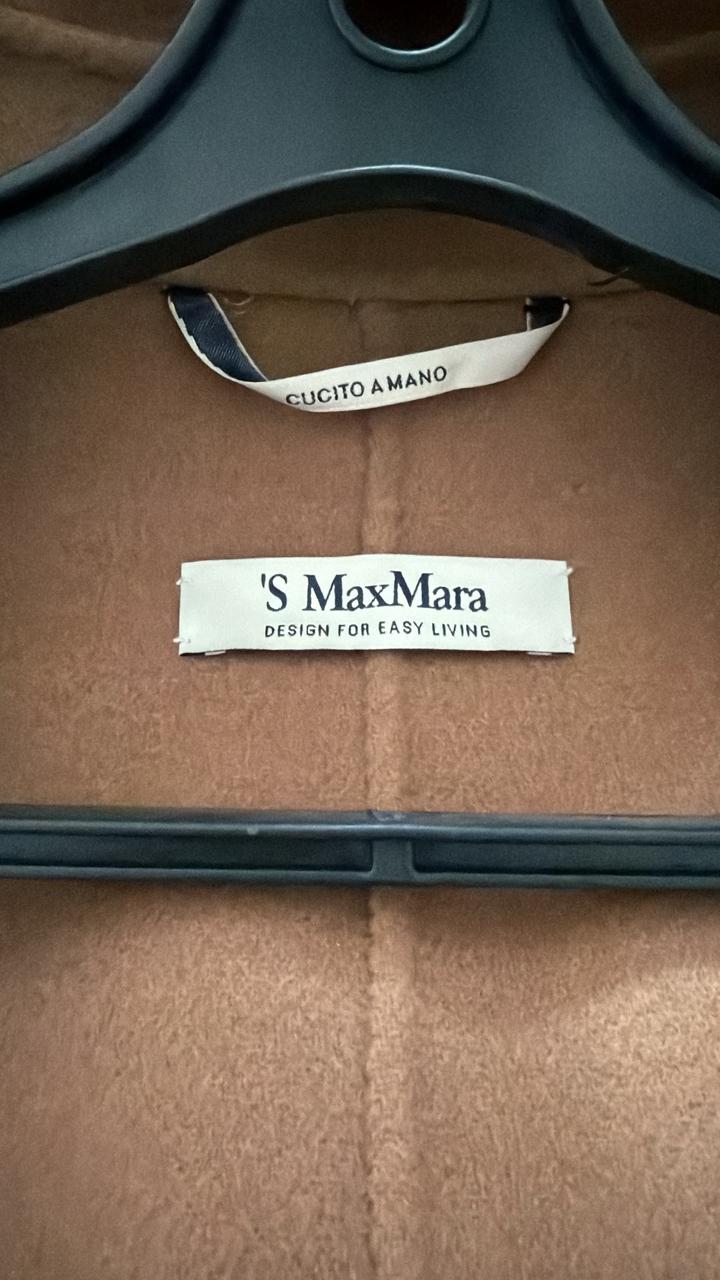 CUCITO A MANO
'S MaxMara
DESIGN FOR EASY LIVING